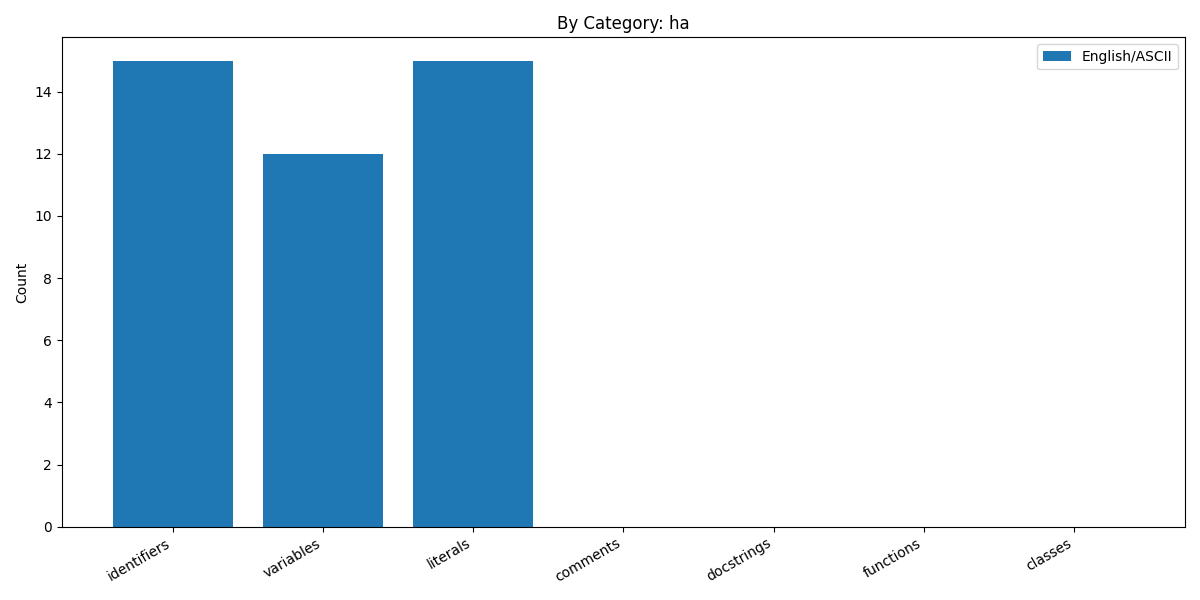 By Category: ha
English/ASCII
Count
14
12
10
8
6
4
2
0
identifiers
variables
literals
comments
docstrings
functions
classes